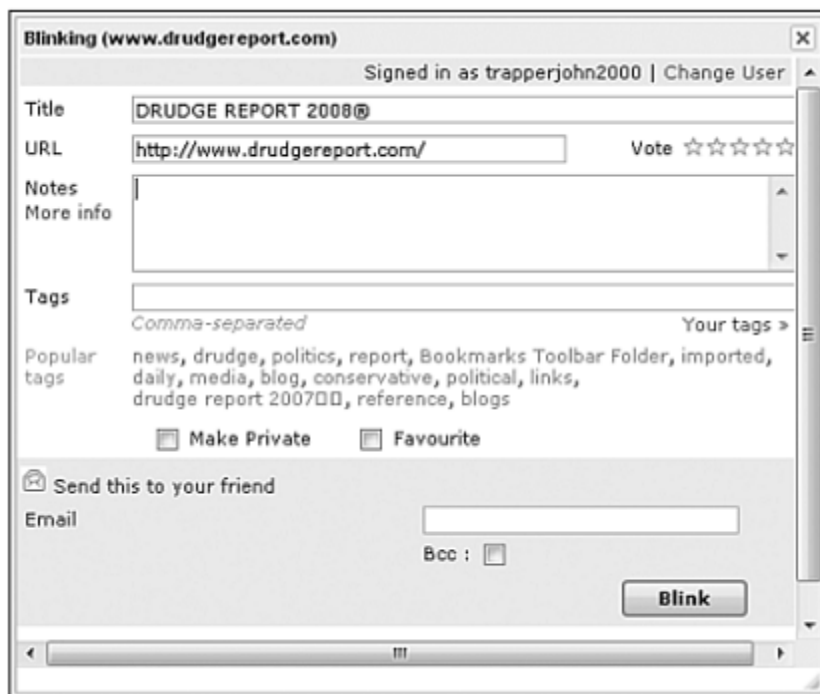 Blinking (www.drudgereport.com)
Signed in as trapperjohn2000 | Change User
Title DRUDGE REPORT 2008®
URL http://www.drudgereport.com/ Vote ☆☆☆☆☆
Notes
More info
Tags
Comma-separated Your tags »
Popular tags news, drudge, politics, report, Bookmarks Toolbar Folder, imported,
daily, media, blog, conservative, political, links,
drudge report 2007□□, reference, blogs
Make Private Favourite
Send this to your friend
Email
Bcc :
Blink